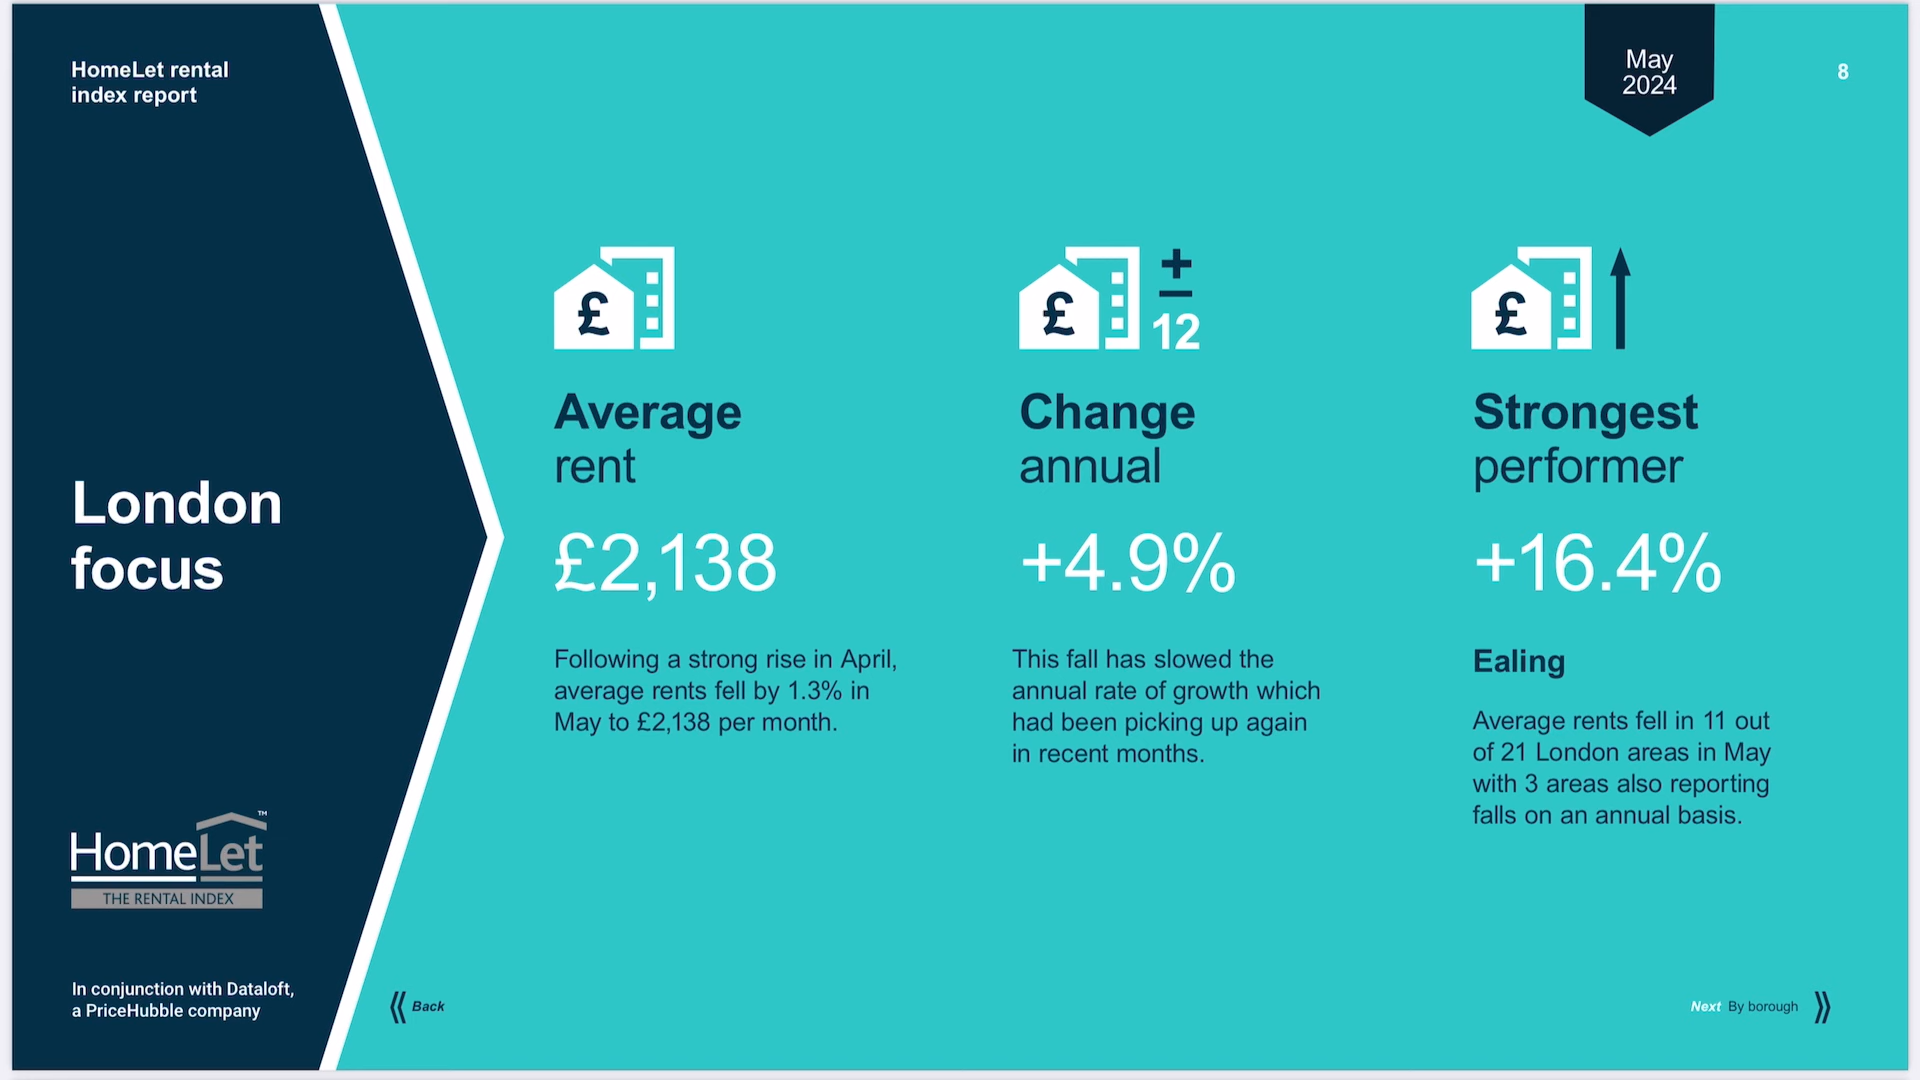 HomeLet rental
index report
May
2024
8
London
focus
£
Average
rent
£2,138
Following a strong rise in April,
average rents fell by 1.3% in
May to £2,138 per month.
£
+
12
Change
annual
+4.9%
This fall has slowed the
annual rate of growth which
had been picking up again
in recent months.
£
Strongest
performer
+16.4%
Ealing
Average rents fell in 11 out
of 21 London areas in May
with 3 areas also reporting
falls on an annual basis.
HomeLet™
THE RENTAL INDEX
In conjunction with Dataloft,
a PriceHubble company
Back
Next By borough